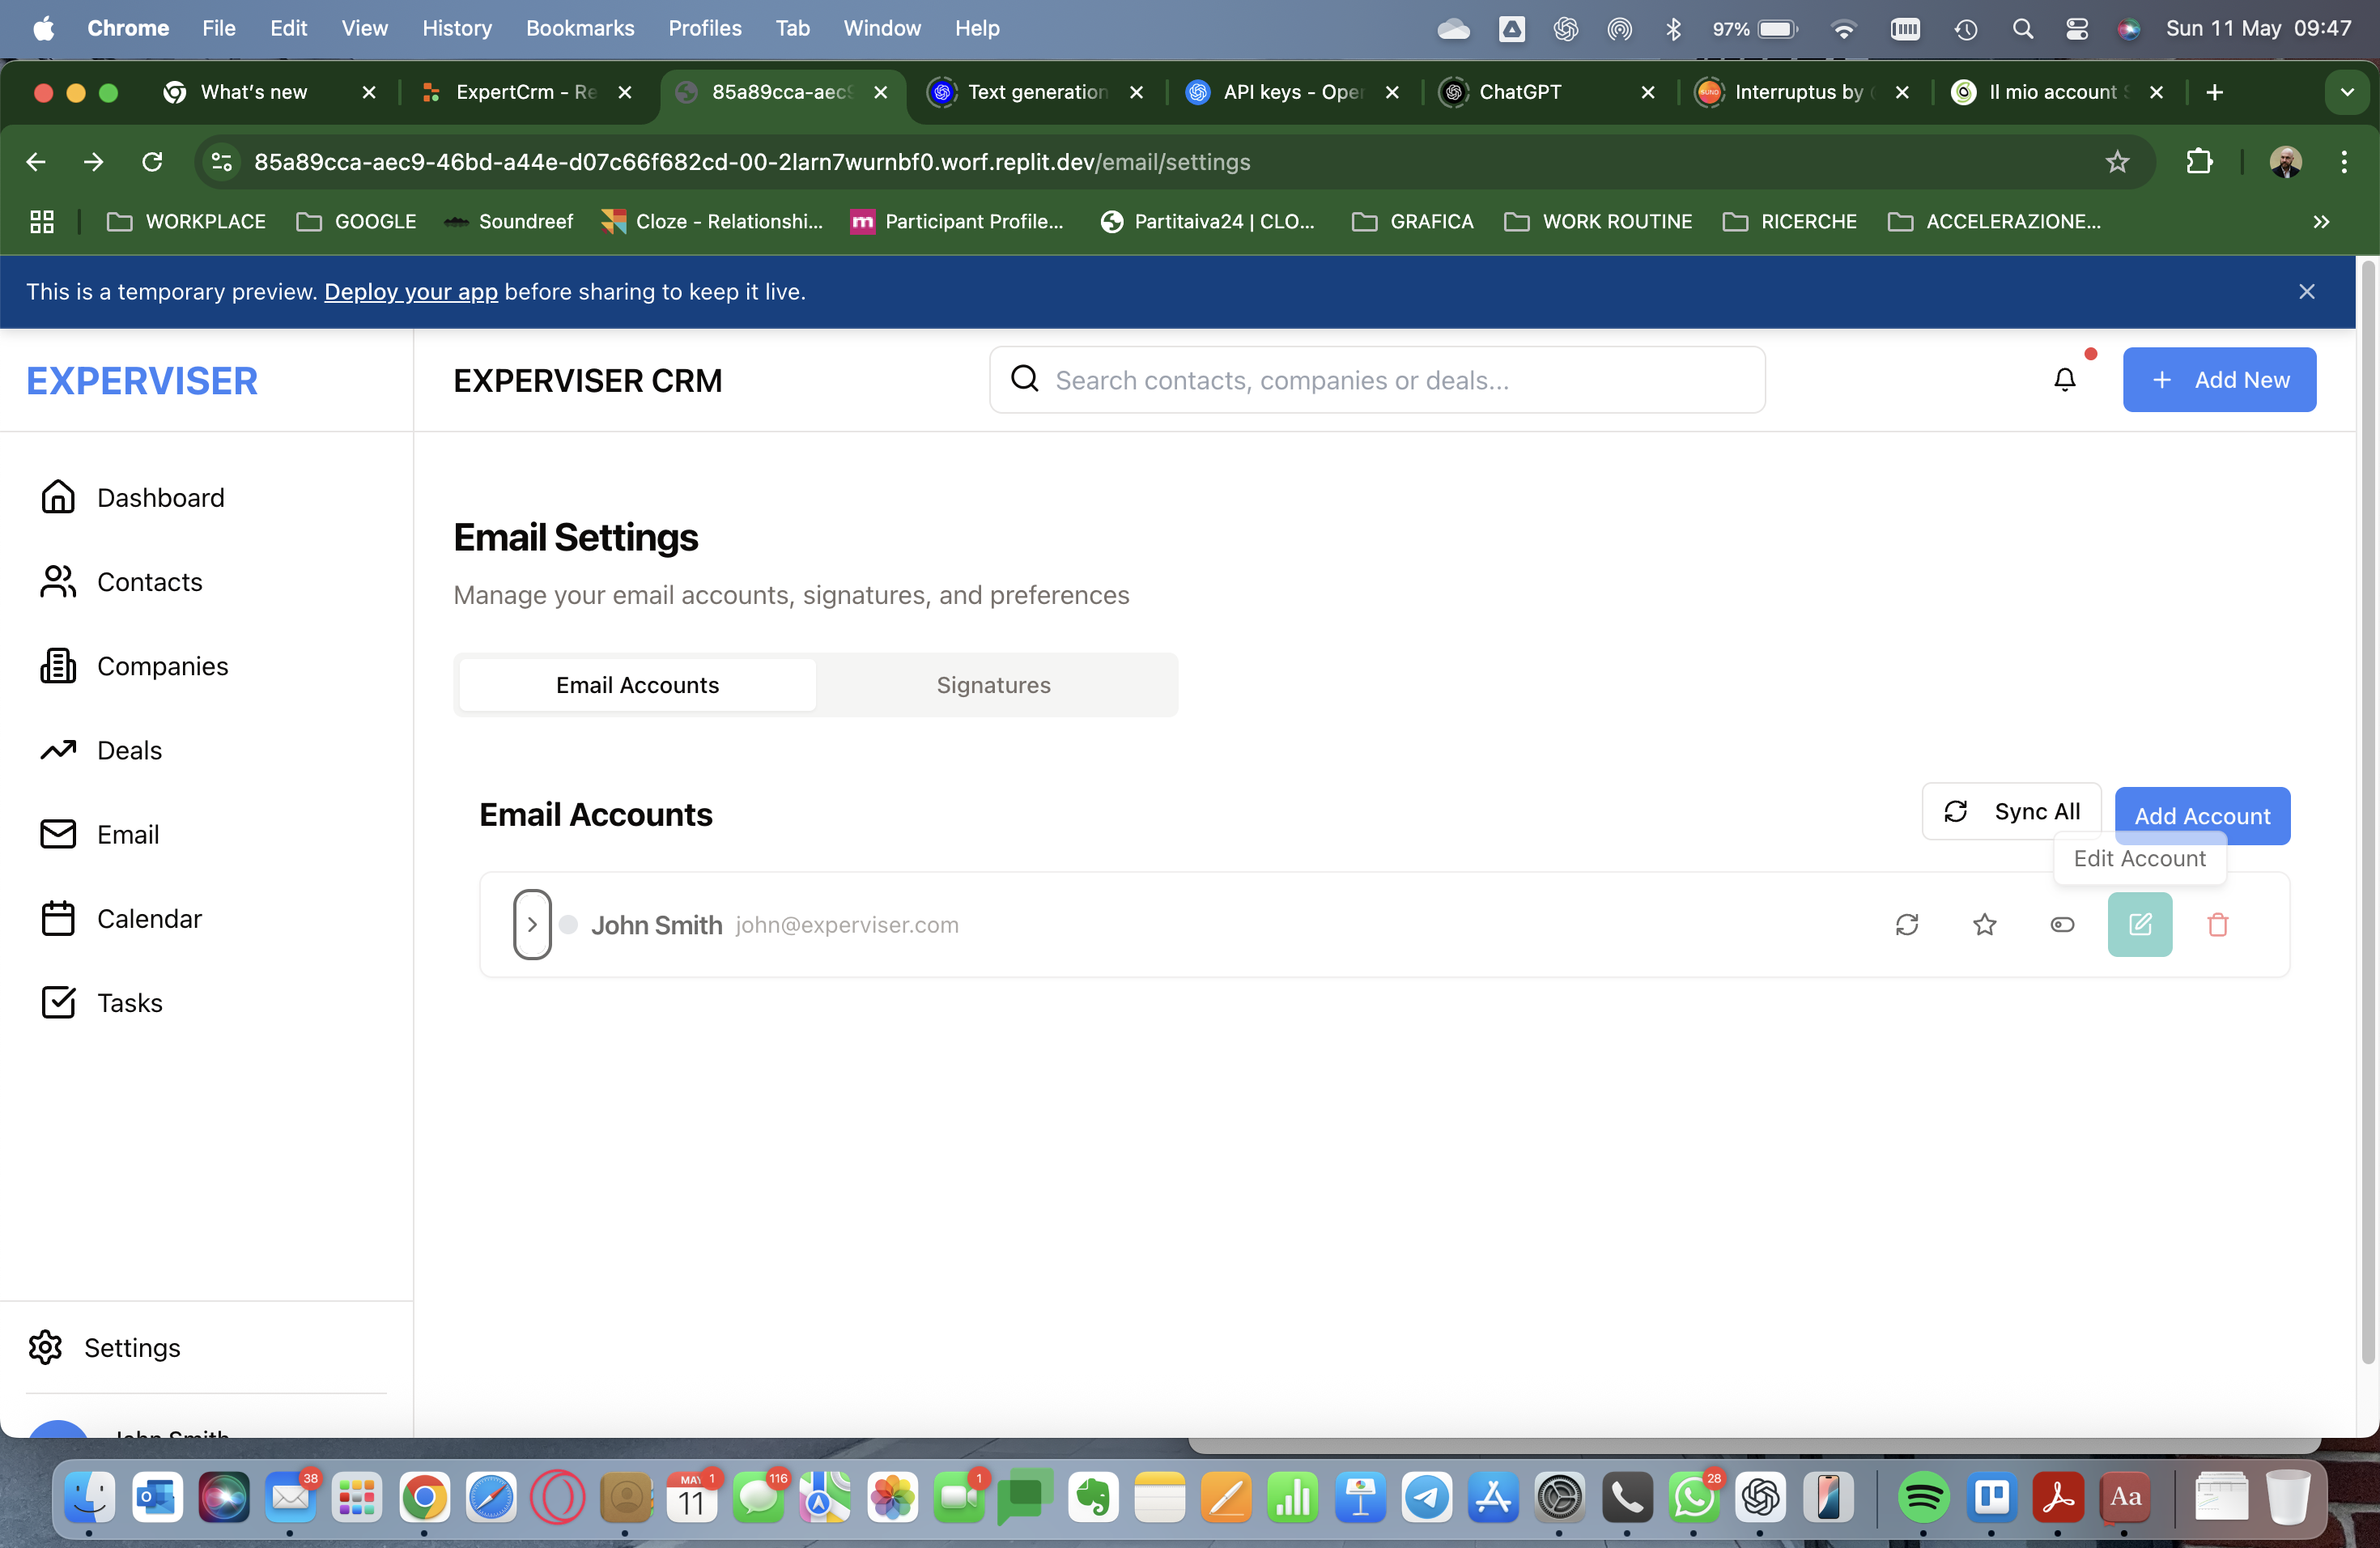 Chrome File Edit View History Bookmarks Profiles Tab Window Help 97% Sun 11 May 09:47
What's new ExpertCrm - Re 85a89cca-aec9 Text generation API keys - Oper ChatGPT Interruptus by Il mio account
85a89cca-aec9-46bd-a44e-d07c66f682cd-00-2larn7wurnbf0.worf.replit.dev/email/settings
WORKPLACE GOOGLE Soundreef Cloze - Relationshi... Participant Profile... Partitaiva24 | CLO... GRAFICA WORK ROUTINE RICERCHE ACCELERAZIONE...
This is a temporary preview. Deploy your app before sharing to keep it live.
EXPERVISER
EXPERVISER CRM
Search contacts, companies or deals...
Add New
Dashboard
Contacts
Companies
Deals
Email
Calendar
Tasks
Settings
John Smith
Email Settings
Manage your email accounts, signatures, and preferences
Email Accounts Signatures
Email Accounts
Sync All
Add Account
Edit Account
John Smith john@experviser.com
38 MAY 1 11 116 1 28 Aa